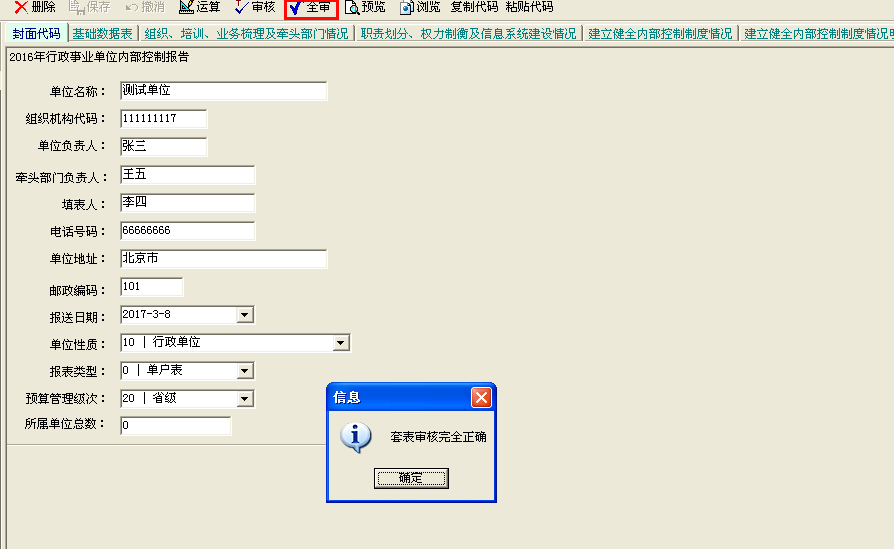 删除 保存 撤消 运算 审核 全审 预览 浏览 复制代码 粘贴代码
封面代码 基础数据表 组织、培训、业务梳理及牵头部门情况 职责划分、权力制衡及信息系统建设情况 建立健全内部控制制度情况 建立健全内部控制制度情况明
2016年行政事业单位内部控制报告
单位名称： 测试单位
组织机构代码： 111111117
单位负责人： 张三
牵头部门负责人： 王五
填表人： 李四
电话号码： 66666666
单位地址： 北京市
邮政编码： 101
报送日期： 2017-3-8
单位性质： 10 | 行政单位
报表类型： 0 | 单户表
预算管理级次： 20 | 省级
所属单位总数： 0
信息
套表审核完全正确
确定